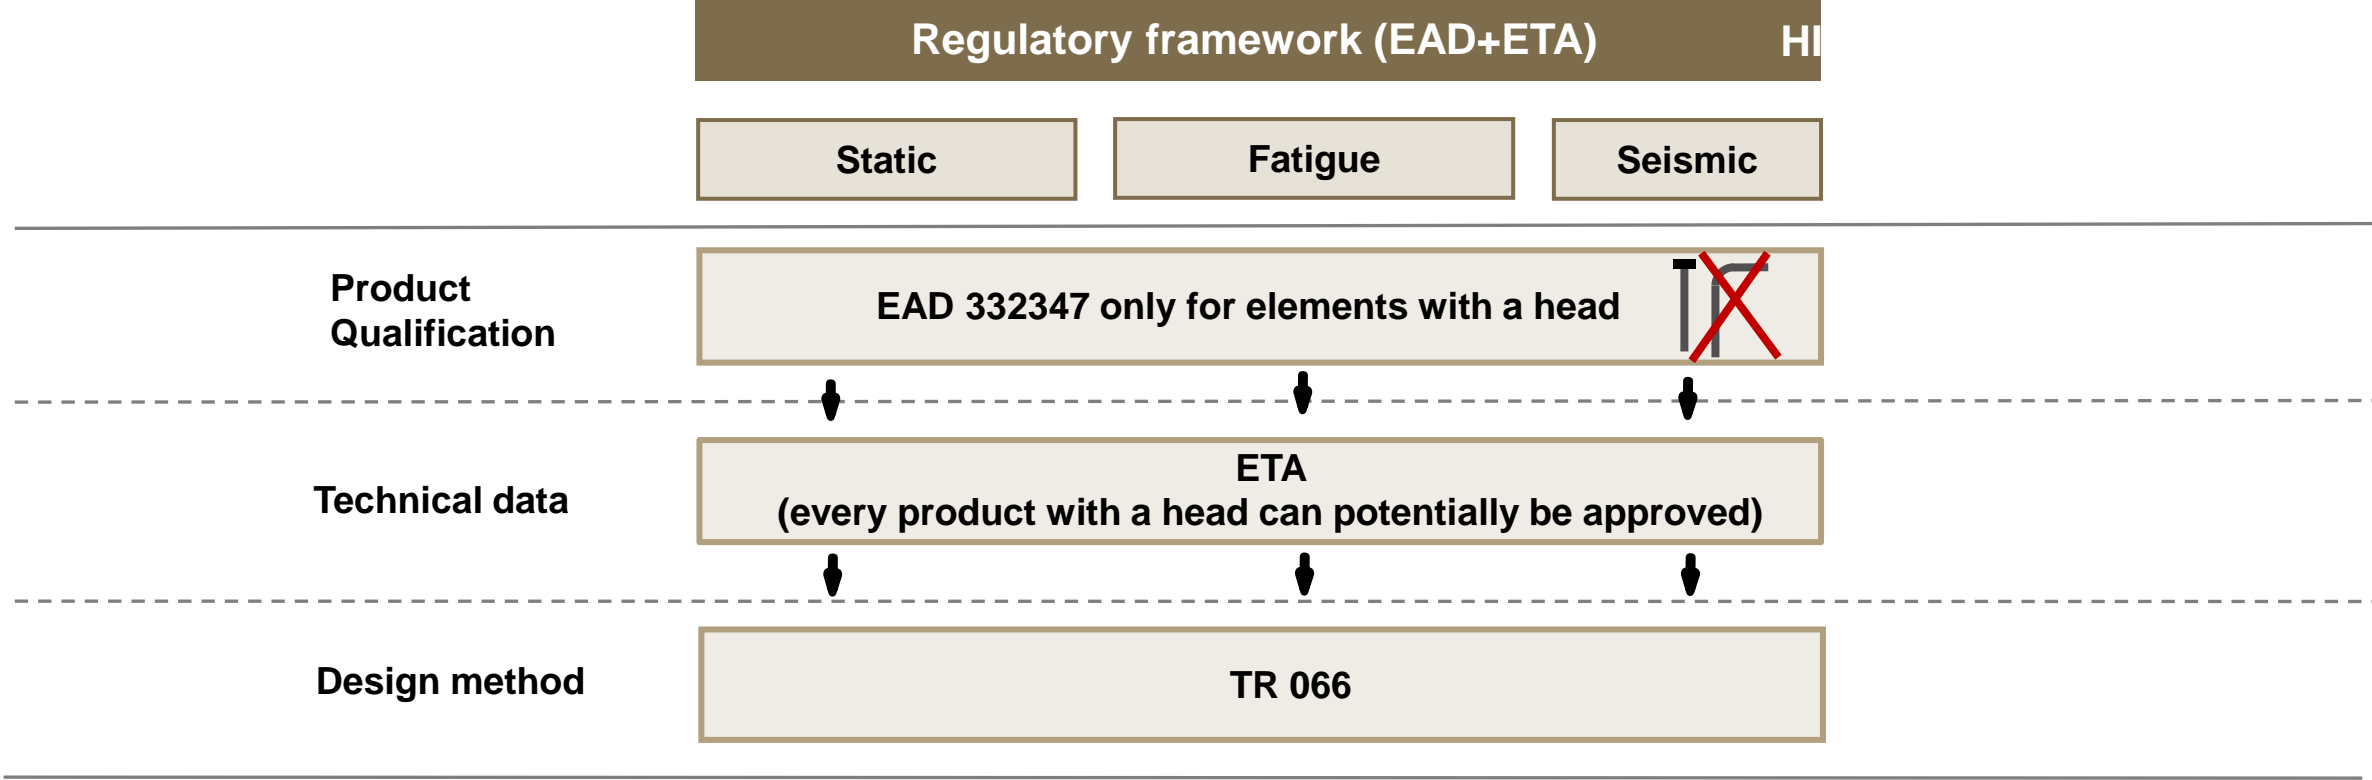 Regulatory framework (EAD+ETA)
HI
Static
Fatigue
Seismic
Product
Qualification
EAD 332347 only for elements with a head
Technical data
ETA
(every product with a head can potentially be approved)
Design method
TR 066